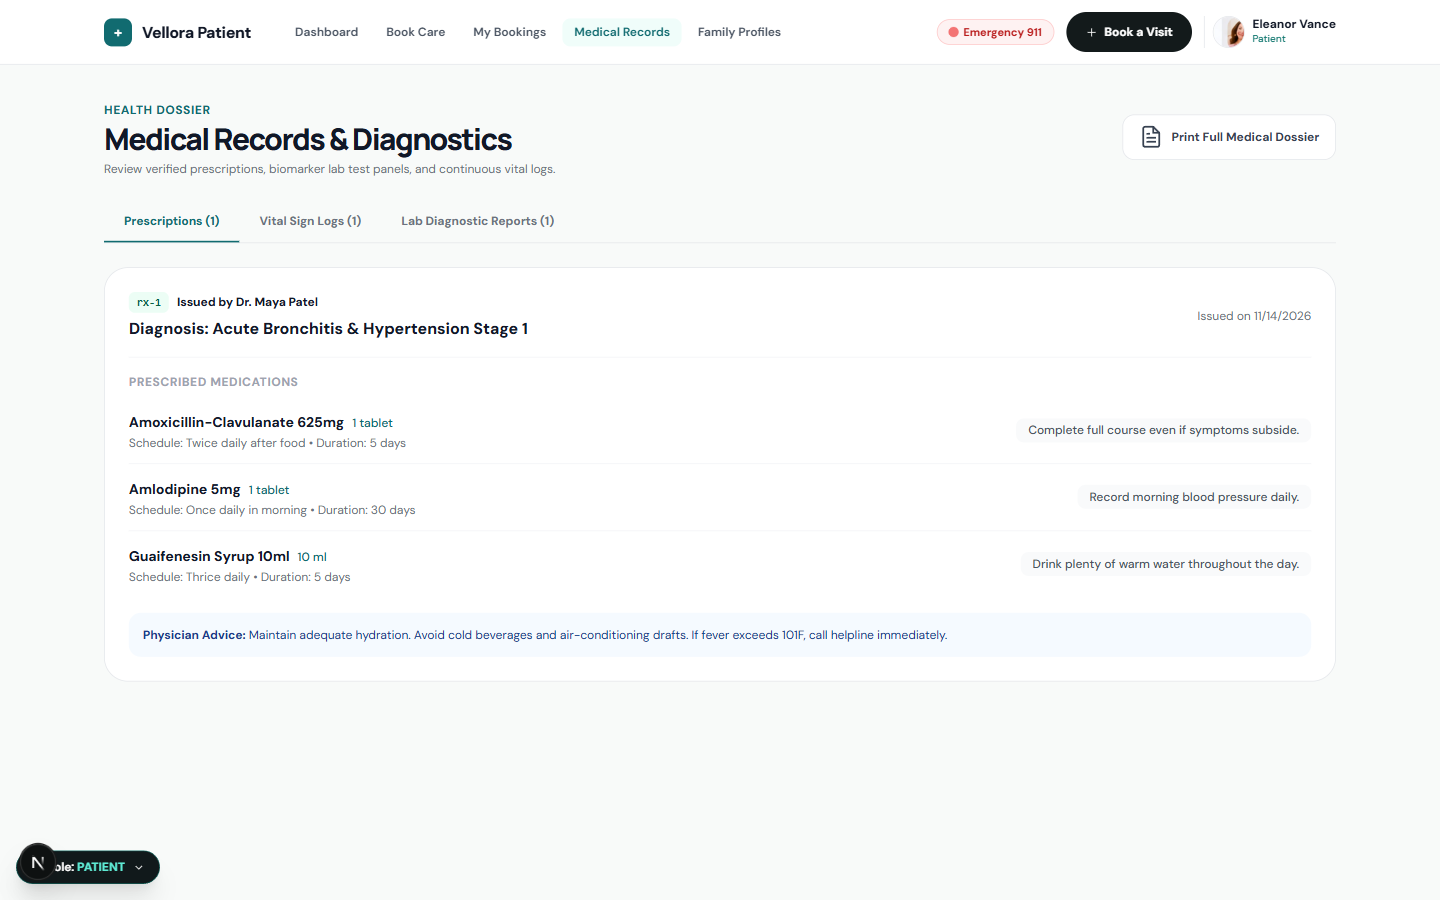 + Vellora Patient
Dashboard Book Care My Bookings Medical Records Family Profiles
Emergency 911
+ Book a Visit
Eleanor Vance
Patient
HEALTH DOSSIER
Medical Records & Diagnostics
Review verified prescriptions, biomarker lab test panels, and continuous vital logs.
Print Full Medical Dossier
Prescriptions (1) Vital Sign Logs (1) Lab Diagnostic Reports (1)
rx-1 Issued by Dr. Maya Patel
Diagnosis: Acute Bronchitis & Hypertension Stage 1
Issued on 11/14/2026
PRESCRIBED MEDICATIONS
Amoxicillin-Clavulanate 625mg 1 tablet
Schedule: Twice daily after food • Duration: 5 days
Complete full course even if symptoms subside.
Amlodipine 5mg 1 tablet
Schedule: Once daily in morning • Duration: 30 days
Record morning blood pressure daily.
Guaifenesin Syrup 10ml 10 ml
Schedule: Thrice daily • Duration: 5 days
Drink plenty of warm water throughout the day.
Physician Advice: Maintain adequate hydration. Avoid cold beverages and air-conditioning drafts. If fever exceeds 101F, call helpline immediately.
N
PATIENT